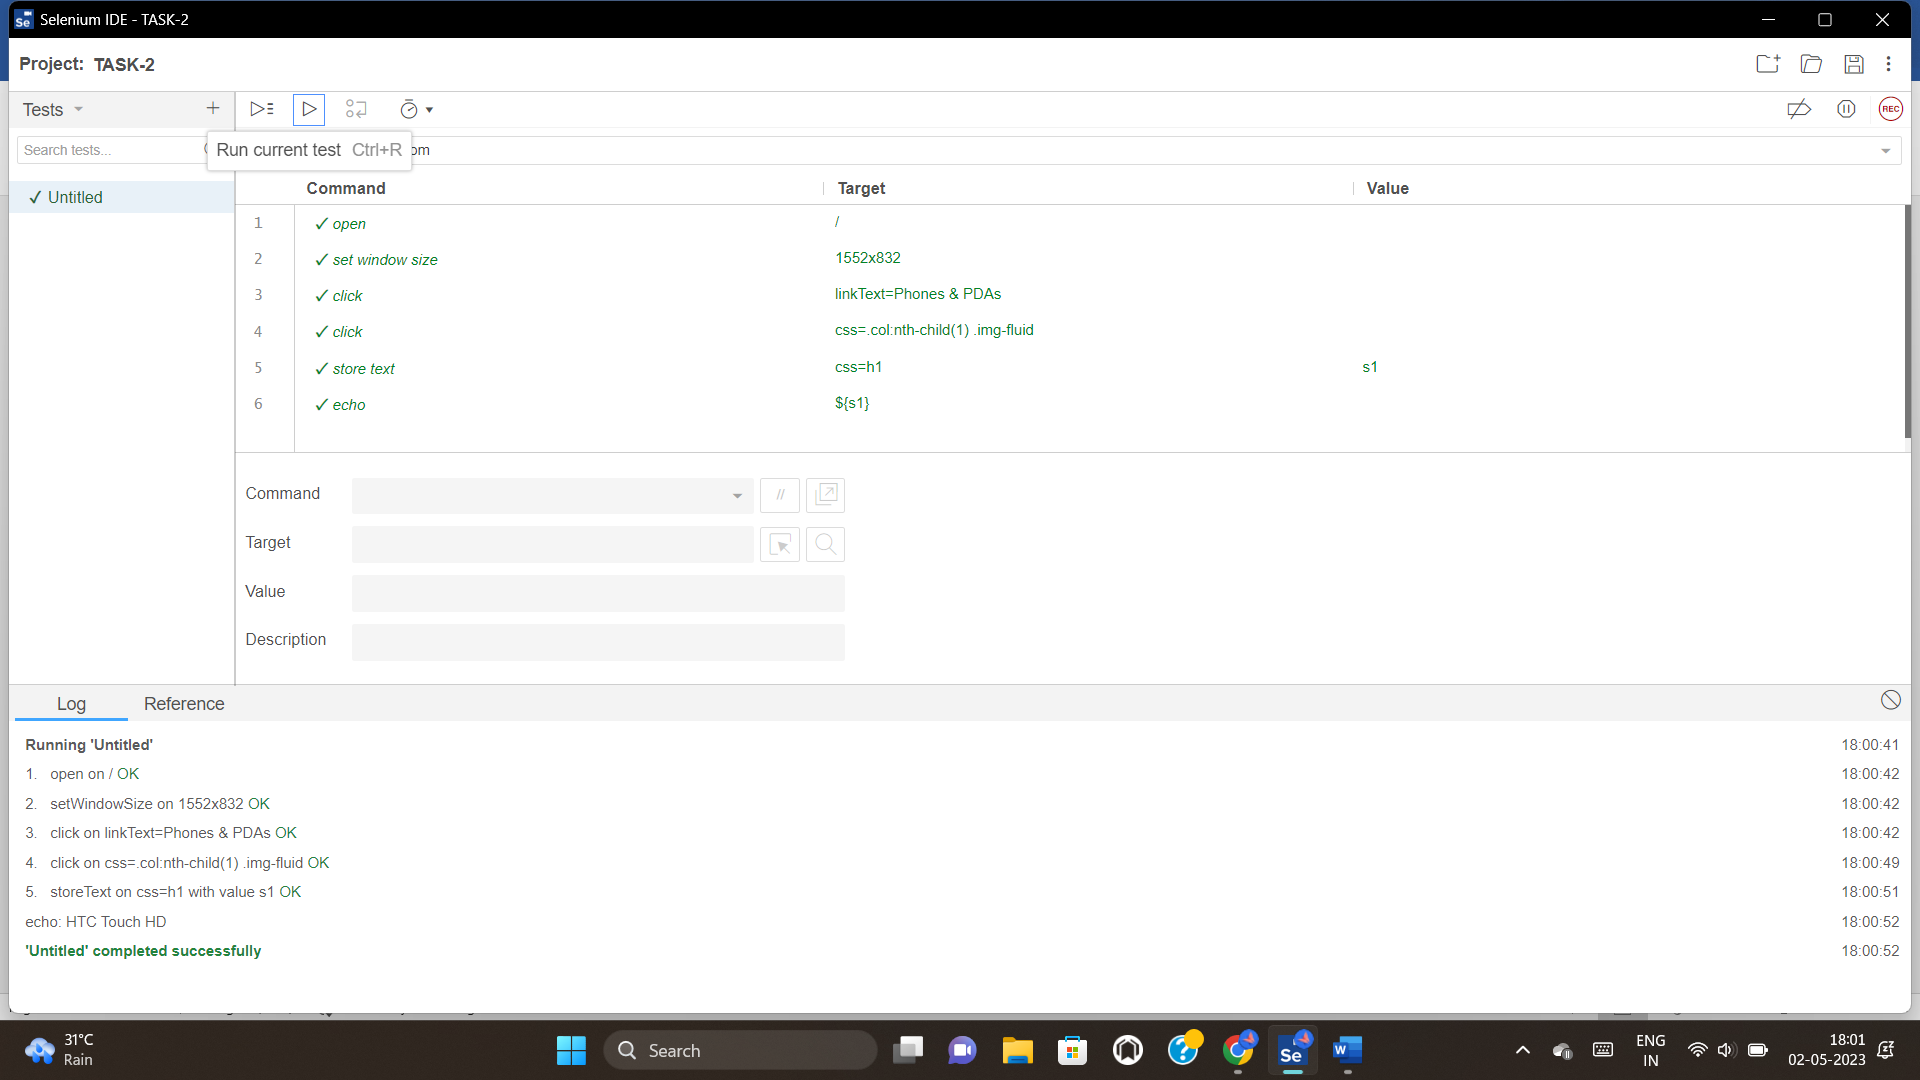 Selenium IDE - TASK-2
Project: TASK-2
Tests
REC
Search tests...
Run current test Ctrl+R
om
✓ Untitled
Command Target Value
1 ✓ open /
2 ✓ set window size 1552x832
3 ✓ click linkText=Phones & PDAs
4 ✓ click css=.col:nth-child(1) .img-fluid
5 ✓ store text css=h1 s1
6 ✓ echo ${s1}
Command //
Target
Value
Description
Log Reference
Running 'Untitled' 18:00:41
1. open on / OK 18:00:42
2. setWindowSize on 1552x832 OK 18:00:42
3. click on linkText=Phones & PDAs OK 18:00:42
4. click on css=.col:nth-child(1) .img-fluid OK 18:00:49
5. storeText on css=h1 with value s1 OK 18:00:51
echo: HTC Touch HD 18:00:52
'Untitled' completed successfully 18:00:52
31°C
Rain
Search
Se
W
ENG
IN
18:01
02-05-2023